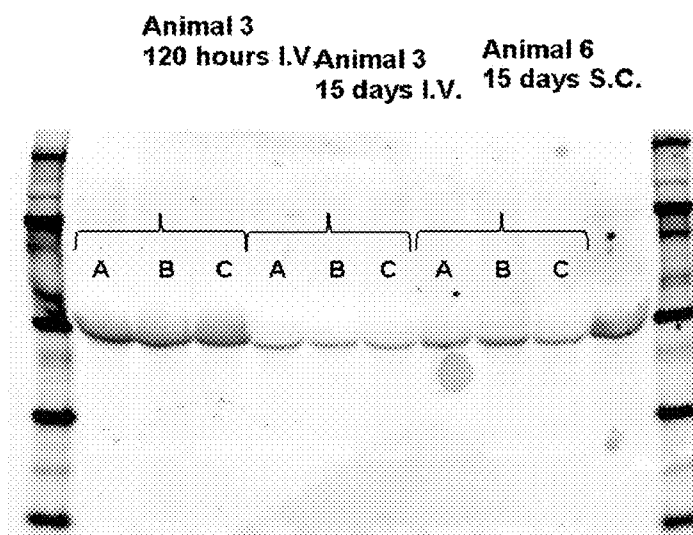 Animal 3
120 hours I.V.
Animal 3
15 days I.V.
Animal 6
15 days S.C.
A B C A B C A B C